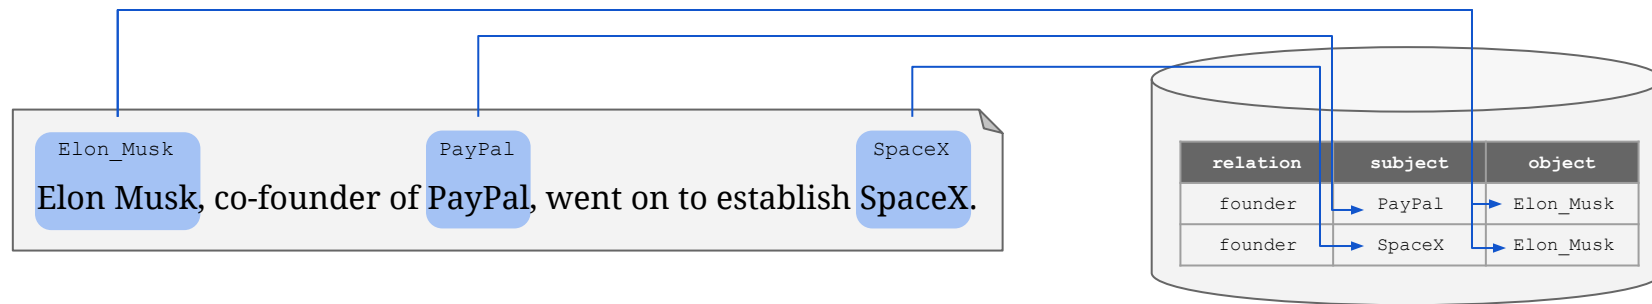 Elon_Musk PayPal SpaceX
Elon Musk, co-founder of PayPal, went on to establish SpaceX.
relation subject object
founder PayPal Elon_Musk
founder SpaceX Elon_Musk